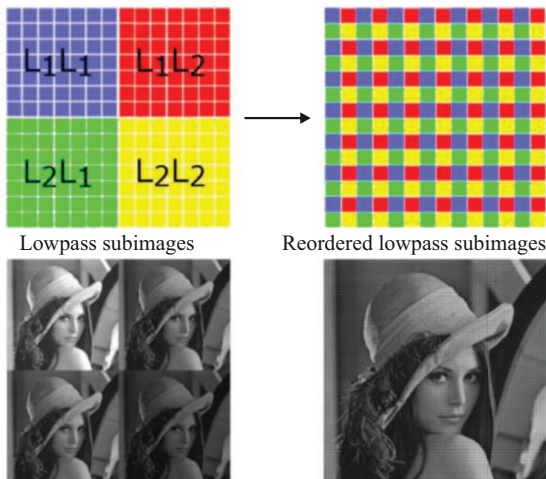 L₁L₁ L₁L₂
L₂L₁ L₂L₂
Lowpass subimages
Reordered lowpass subimages